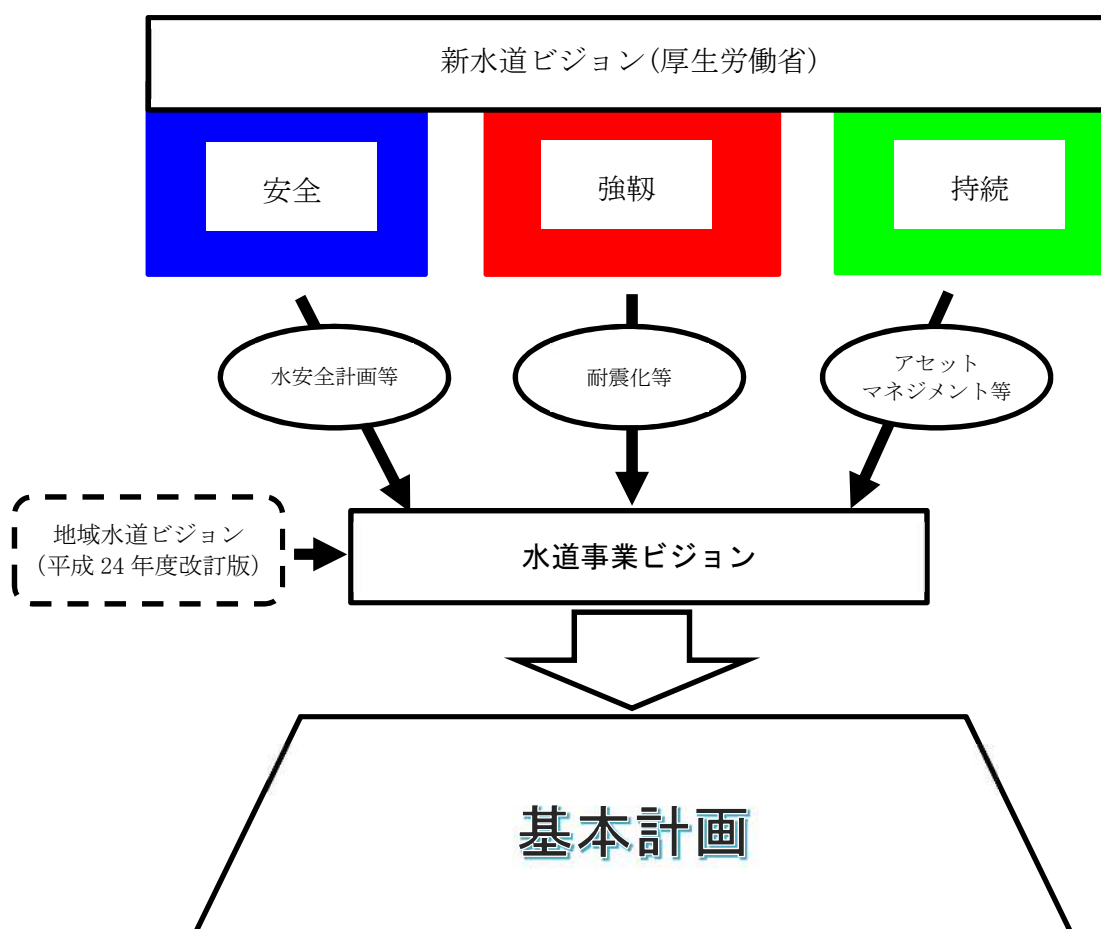 新水道ビジョン(厚生労働省)
安全
強靱
持続
水安全計画等
耐震化等
アセット
マネジメント等
地域水道ビジョン
(平成 24 年度改訂版)
水道事業ビジョン
基本計画